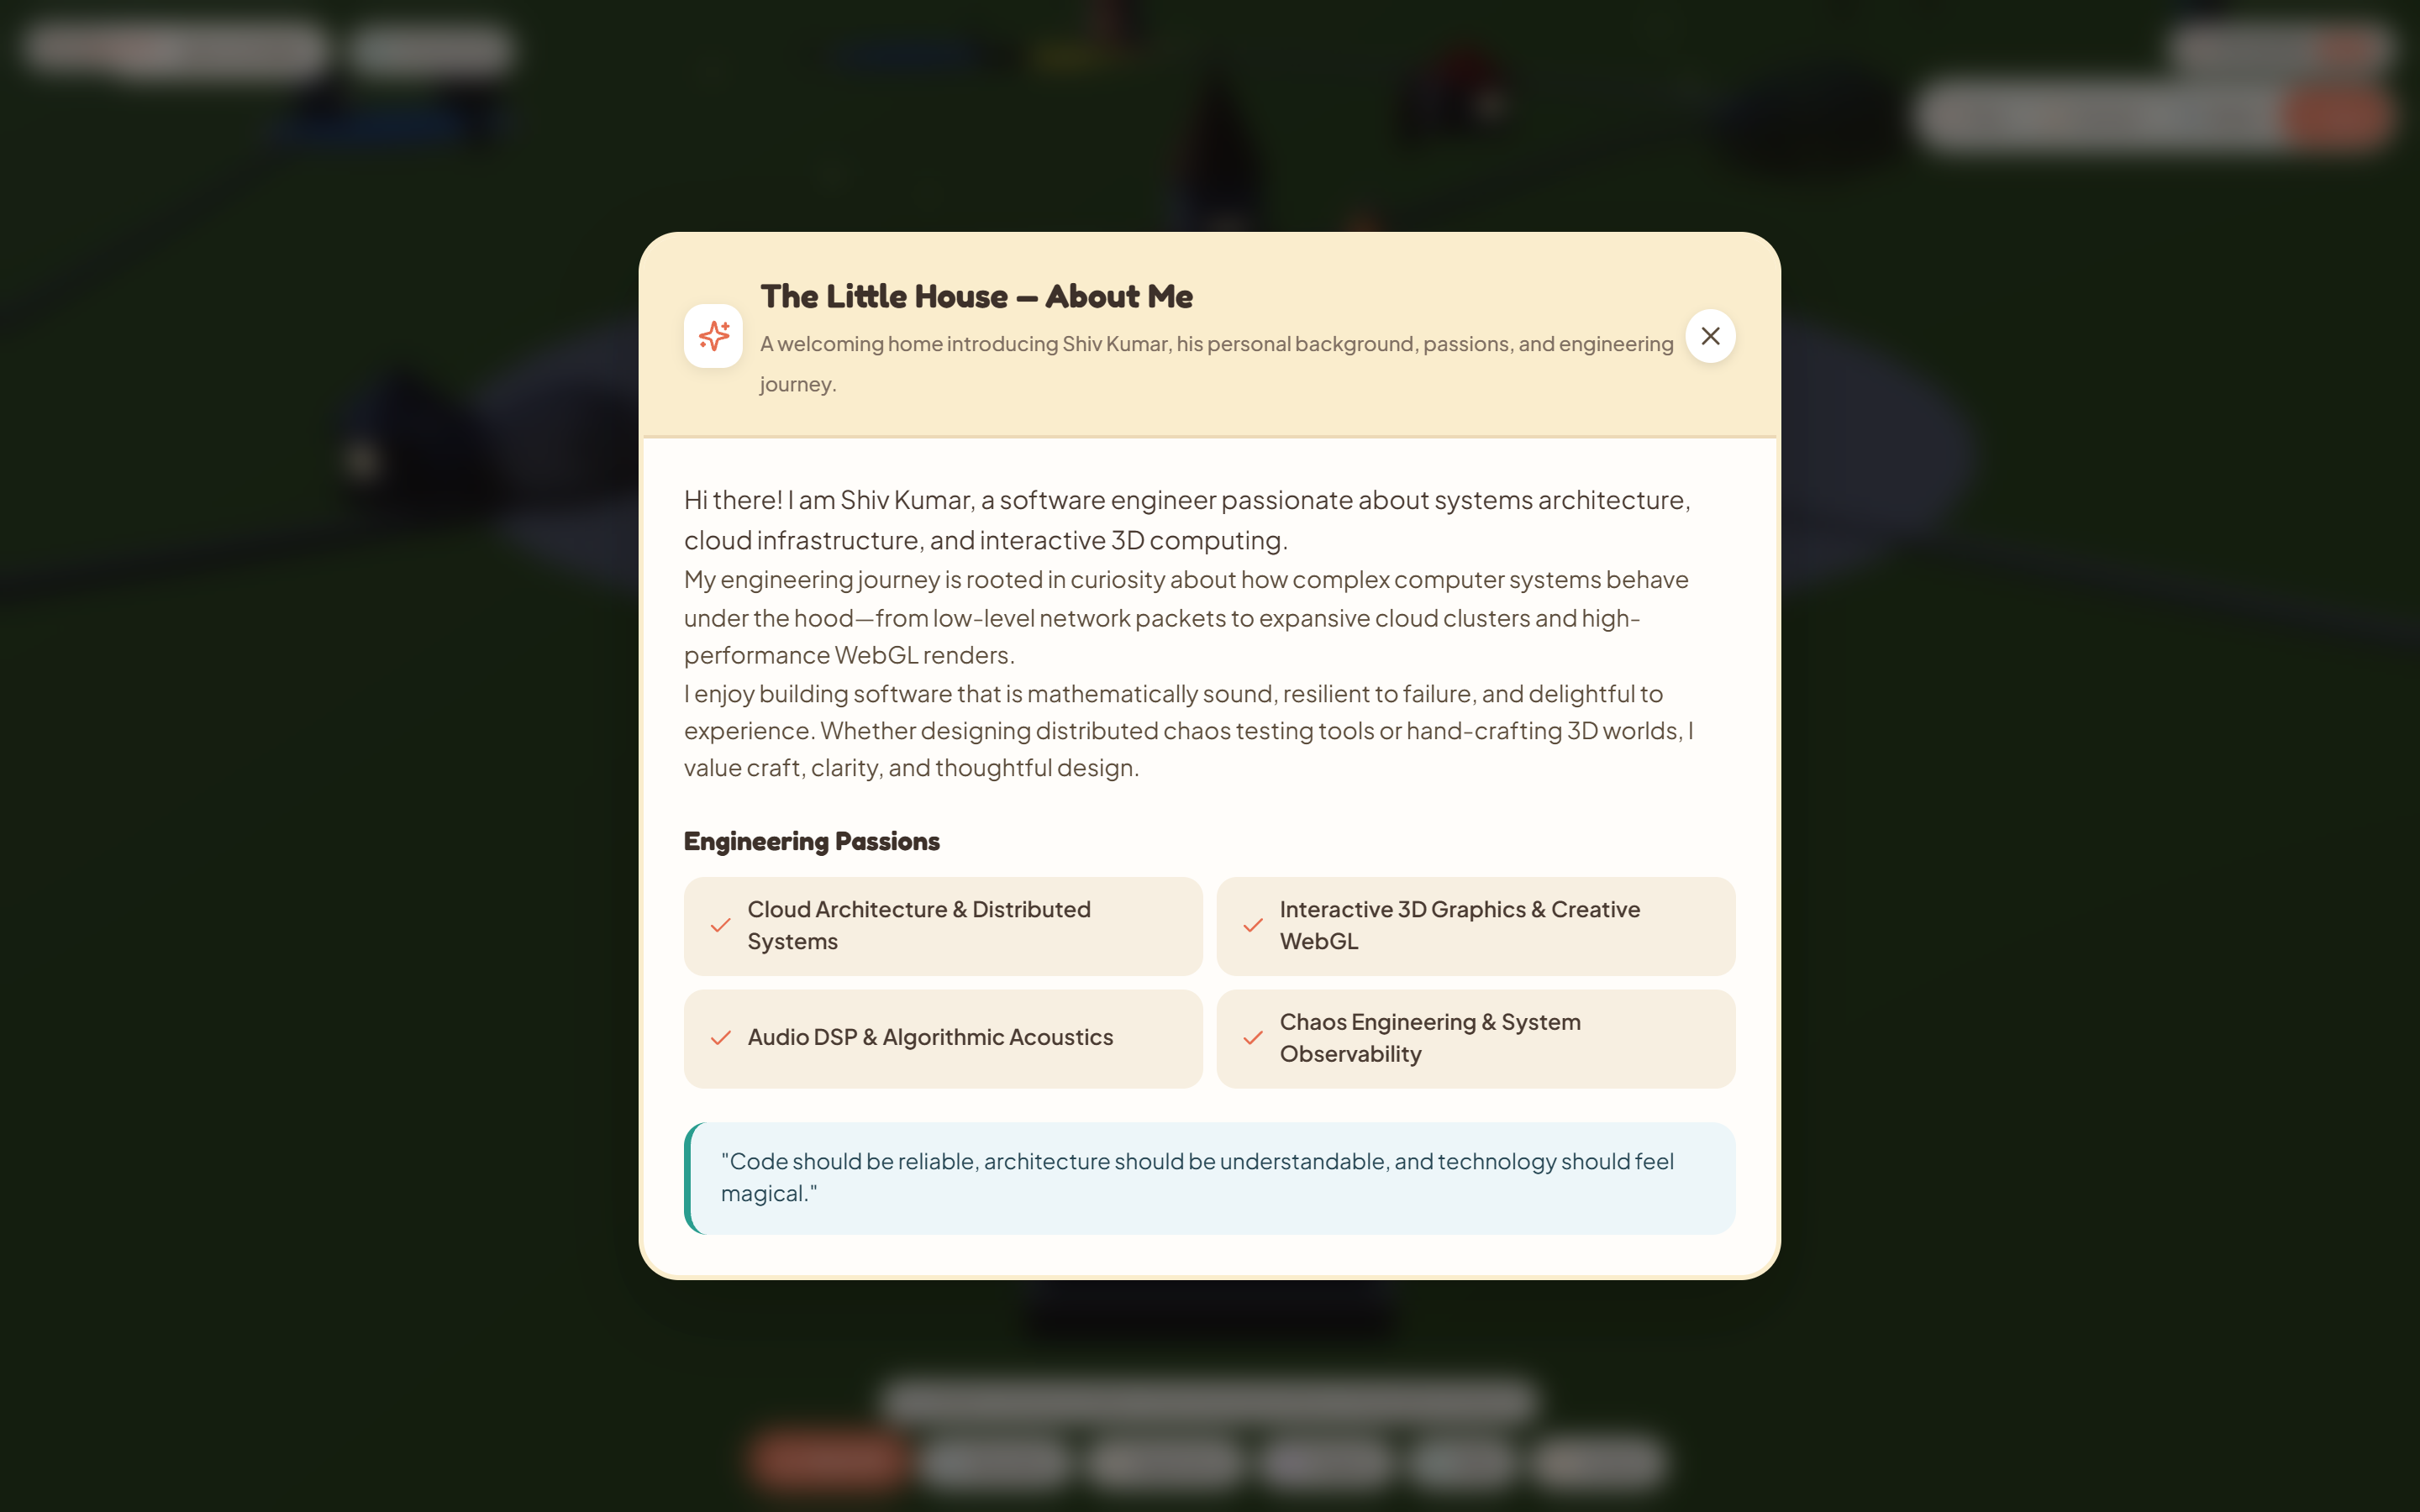 The Little House — About Me
A welcoming home introducing Shiv Kumar, his personal background, passions, and engineering
journey.
Hi there! I am Shiv Kumar, a software engineer passionate about systems architecture,
cloud infrastructure, and interactive 3D computing.
My engineering journey is rooted in curiosity about how complex computer systems behave
under the hood—from low-level network packets to expansive cloud clusters and high-
performance WebGL renders.
I enjoy building software that is mathematically sound, resilient to failure, and delightful to
experience. Whether designing distributed chaos testing tools or hand-crafting 3D worlds, I
value craft, clarity, and thoughtful design.
Engineering Passions
Cloud Architecture & Distributed
Systems
Interactive 3D Graphics & Creative
WebGL
Audio DSP & Algorithmic Acoustics
Chaos Engineering & System
Observability
"Code should be reliable, architecture should be understandable, and technology should feel
magical."